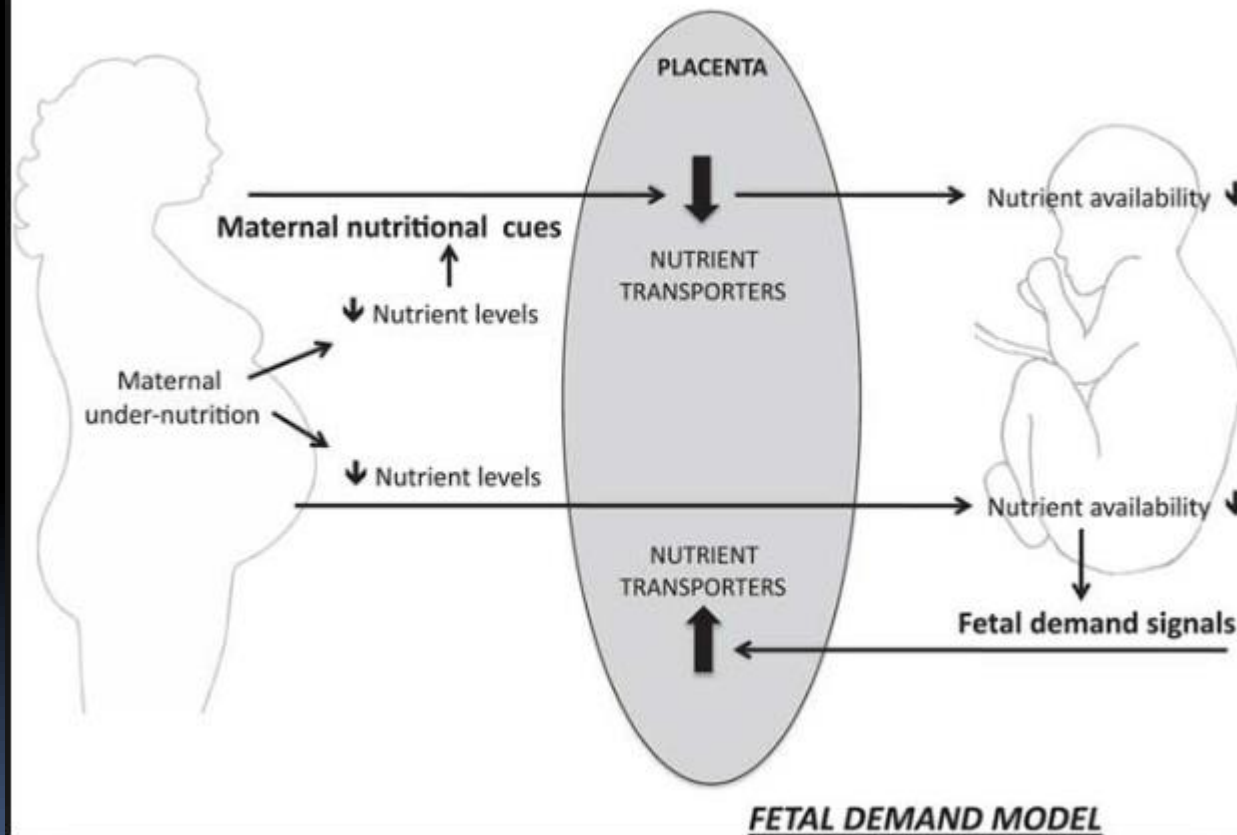 PLACENTA
Nutrient availability ↓
Maternal nutritional cues
NUTRIENT
TRANSPORTERS
↓ Nutrient levels
Maternal
under-nutrition
↓ Nutrient levels
Nutrient availability ↓
NUTRIENT
TRANSPORTERS
Fetal demand signals
FETAL DEMAND MODEL